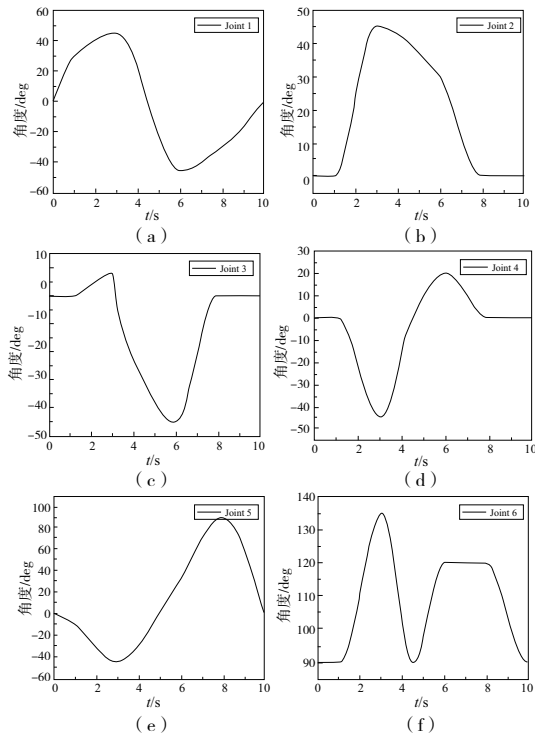 60
40
20
0
-20
-40
-60
角度/deg
Joint 1
0 2 4 6 8 10
t/s
(a)
50
40
30
20
10
0
角度/deg
Joint 2
0 2 4 6 8 10
t/s
(b)
10
0
-10
-20
-30
-40
-50
角度/deg
Joint 3
0 2 4 6 8 10
t/s
(c)
30
20
10
0
-10
-20
-30
-40
-50
角度/deg
Joint 4
0 2 4 6 8 10
t/s
(d)
100
80
60
40
20
0
-20
-40
-60
角度/deg
Joint 5
0 2 4 6 8 10
t/s
(e)
140
130
120
110
100
90
角度/deg
Joint 6
0 2 4 6 8 10
t/s
(f)